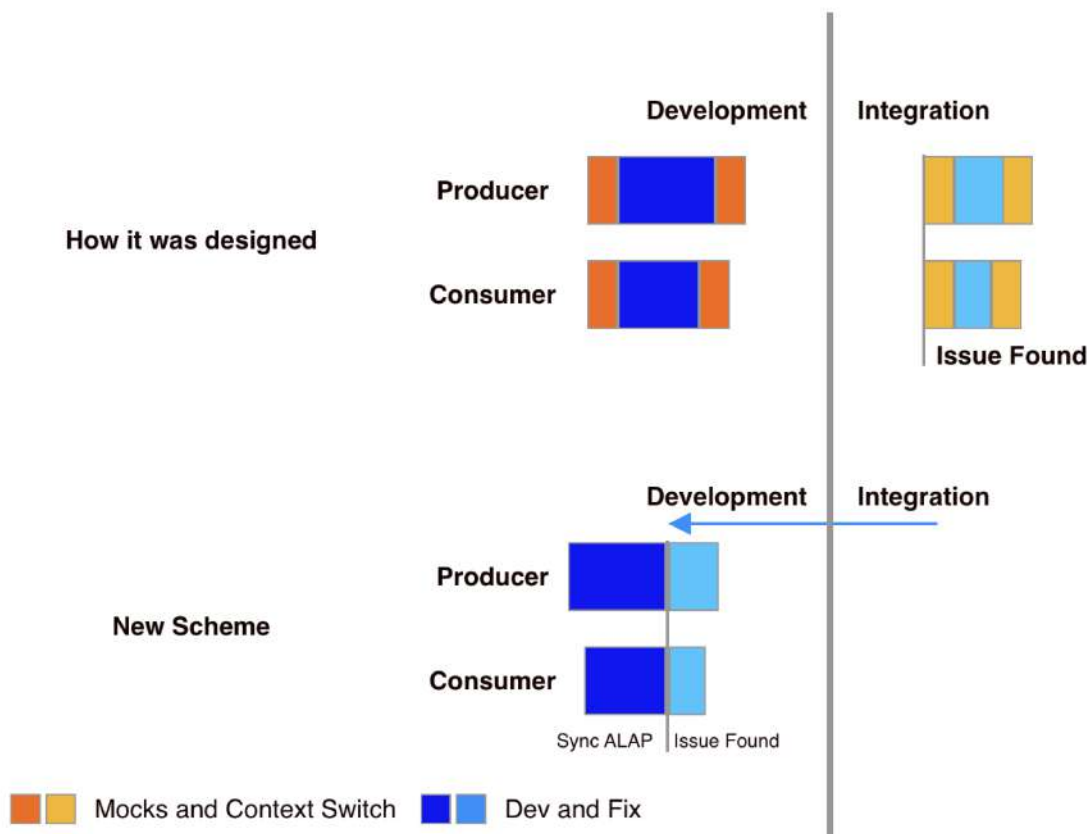 Development Integration
Producer
How it was designed
Consumer
Issue Found
Development Integration
Producer
New Scheme
Consumer
Sync ALAP Issue Found
Mocks and Context Switch Dev and Fix